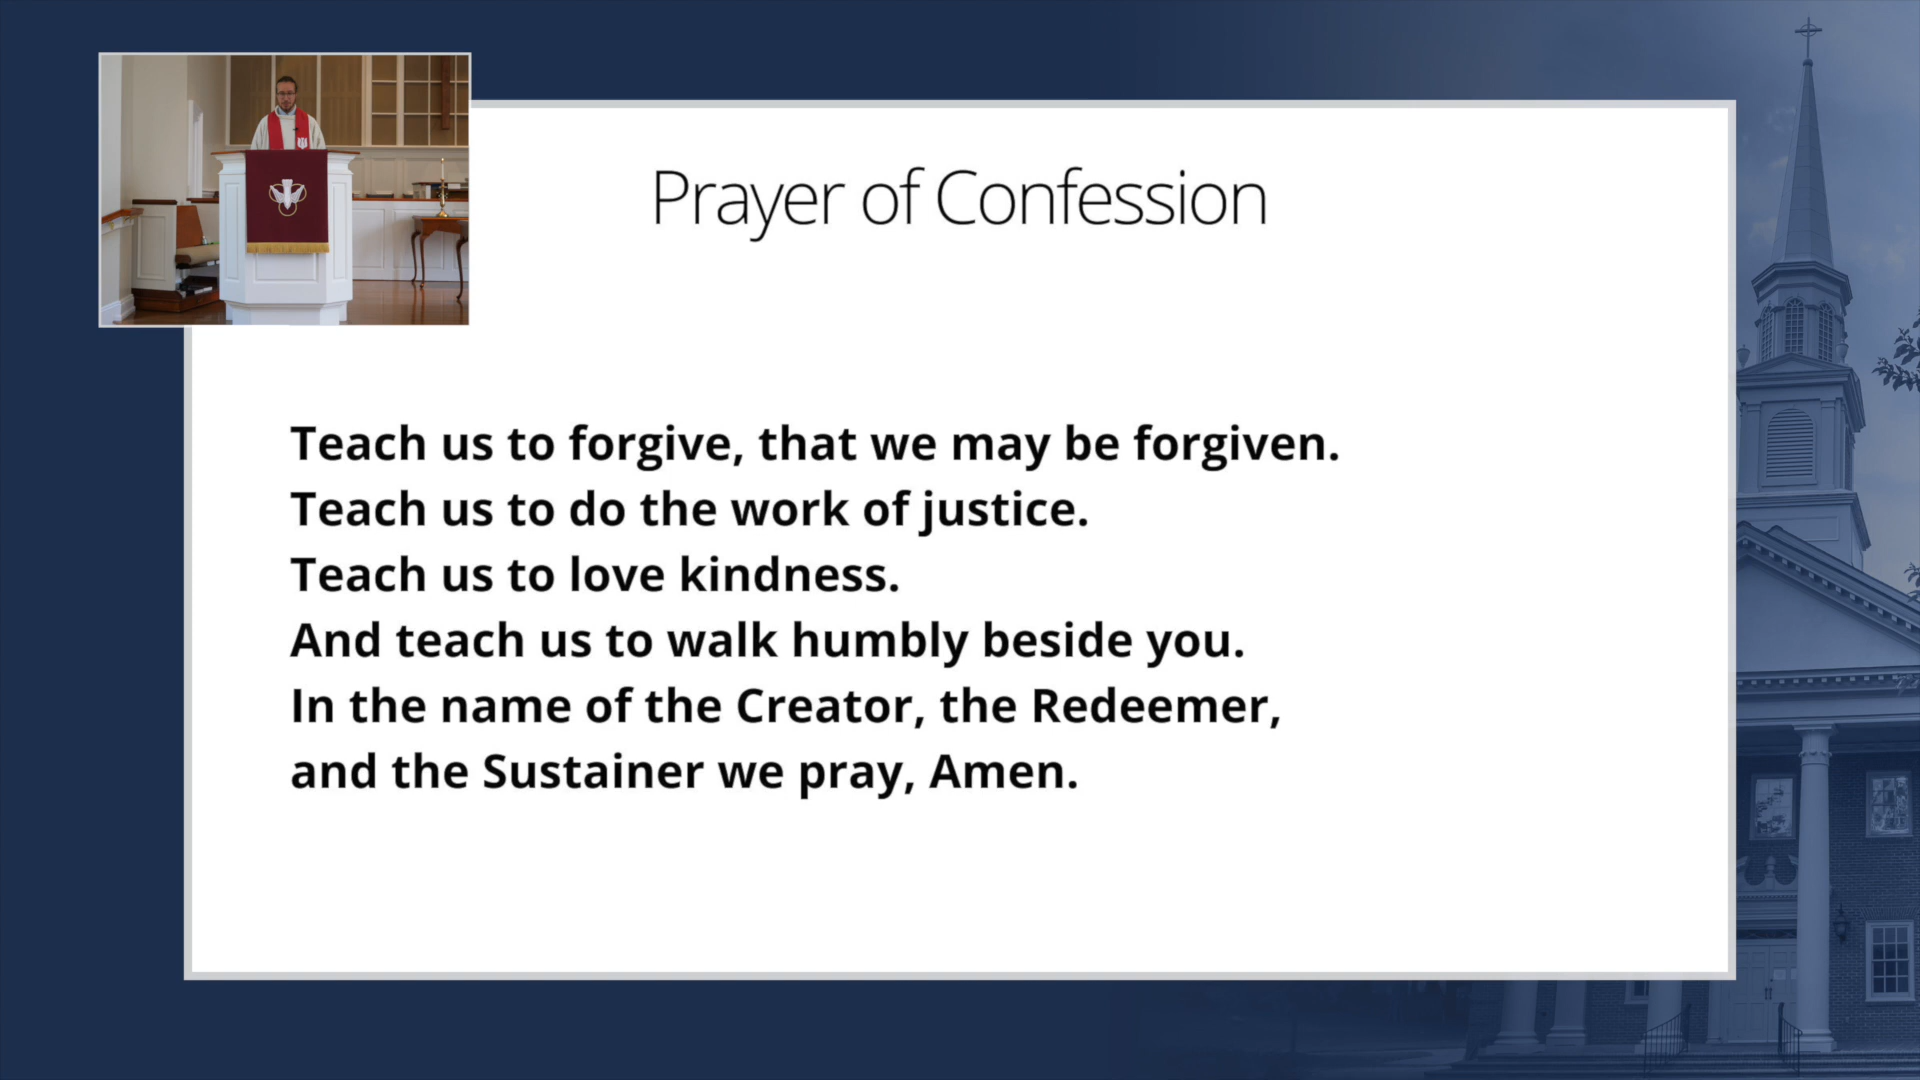 Prayer of Confession
Teach us to forgive, that we may be forgiven.
Teach us to do the work of justice.
Teach us to love kindness.
And teach us to walk humbly beside you.
In the name of the Creator, the Redeemer,
and the Sustainer we pray, Amen.